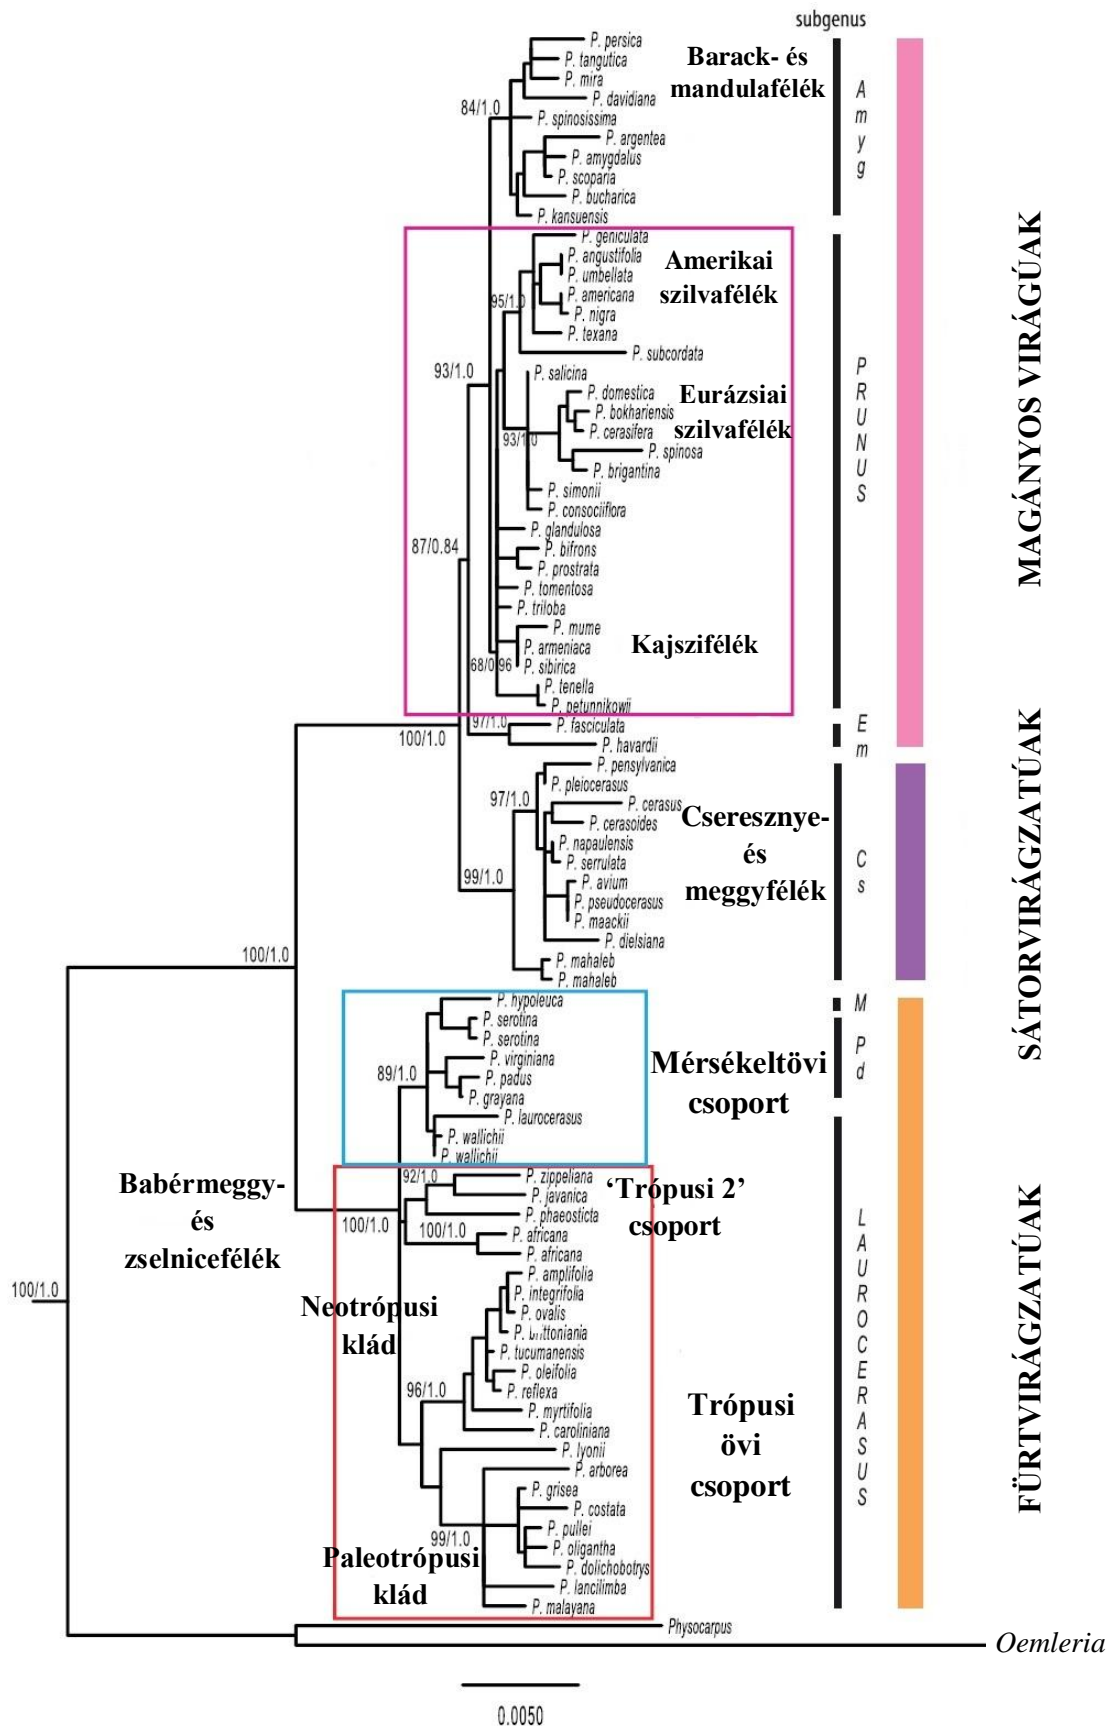 subgenus
P. persica
P. tangutica
P. mira
P. davidiana
84/1.0
P. spinosissima
P. argentea
P. amygdalus
P. scoparia
P. bucharica
P. kansuensis
Barack- és
mandulafélék
A
m
y
g
P. geniculata
P. angustifolia
P. umbellata
P. americana
95/1.0
P. nigra
P. texana
P. subcordata
Amerikai
szilvafélék
93/1.0
P. salicina
P. domestica
P. bokhariensis
P. cerasifera
93/1.0
P. spinosa
P. brigantina
P. simonii
P. consociiflora
Eurázsiai
szilvafélék
P
R
U
N
U
S
MAGÁNYOS VIRÁGÚAK
P. glandulosa
87/0.84
P. bifrons
P. prostrata
P. tomentosa
P. triloba
P. mume
P. armeniaca
68/0.96
P. sibirica
P. tenella
P. petunnikowii
Kajszifélék
97/1.0
P. fasciculata
100/1.0
P. havardii
E
m
P. pensylvanica
P. pleiocerasus
97/1.0
P. cerasus
P. cerasoides
P. napaulensis
P. serrulata
99/1.0
P. avium
P. pseudocerasus
P. maackii
P. dielsiana
P. mahaleb
P. mahaleb
Cseresznye-
és
meggyfélék
C
s
SÁTORVIRÁGZATÚAK
100/1.0
P. hypoleuca
P. serotina
P. serotina
P. virginiana
89/1.0
P. padus
P. grayana
P. laurocerasus
P. wallichii
P. wallichii
Mérsékeltövi
csoport
M
P
d
92/1.0
P. zippeliana
P. javanica
P. phaeosticta
100/1.0
100/1.0
P. africana
P. africana
‘Trópusi 2’
csoport
Babérmeggy-
és
zselnicefélék
100/1.0
P. amplifolia
P. integrifolia
P. ovalis
P. brittoniania
P. tucumanensis
P. oleifolia
96/1.0
P. reflexa
P. myrtifolia
P. caroliniana
Neotrópusi
klád
P. lyonii
P. arborea
P. grisea
P. costata
P. pullei
99/1.0
P. oligantha
P. dolichobotrys
P. lancilimba
P. malayana
Paleotrópusi
klád
Trópusi
övi
csoport
L
A
U
R
O
C
E
R
A
S
U
S
FÜRTVIRÁGZATÚAK
Physocarpus
Oemleria
0.0050